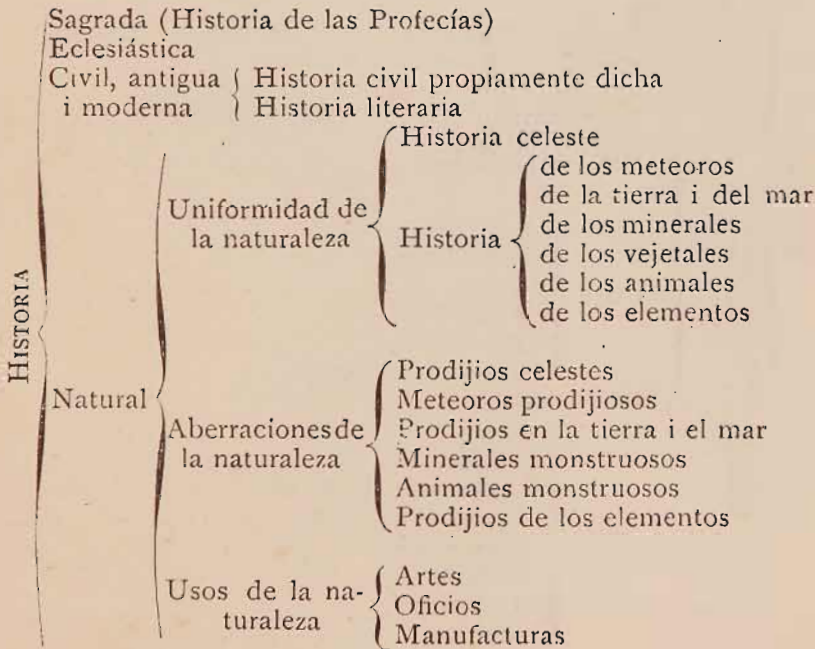 HISTORIA
Sagrada (Historia de las Profecías)
Eclesiástica
Civil, antigua
i moderna
Historia civil propiamente dicha
Historia literaria
Natural
Uniformidad de
la naturaleza
Historia celeste
Historia
de los meteoros
de la tierra i del mar
de los minerales
de los vejetales
de los animales
de los elementos
Aberraciones de
la naturaleza
Prodijios celestes
Meteoros prodijiosos
Prodijios en la tierra i el mar
Minerales monstruosos
Animales monstruosos
Prodijios de los elementos
Usos de la na-
turaleza
Artes
Oficios
Manufacturas